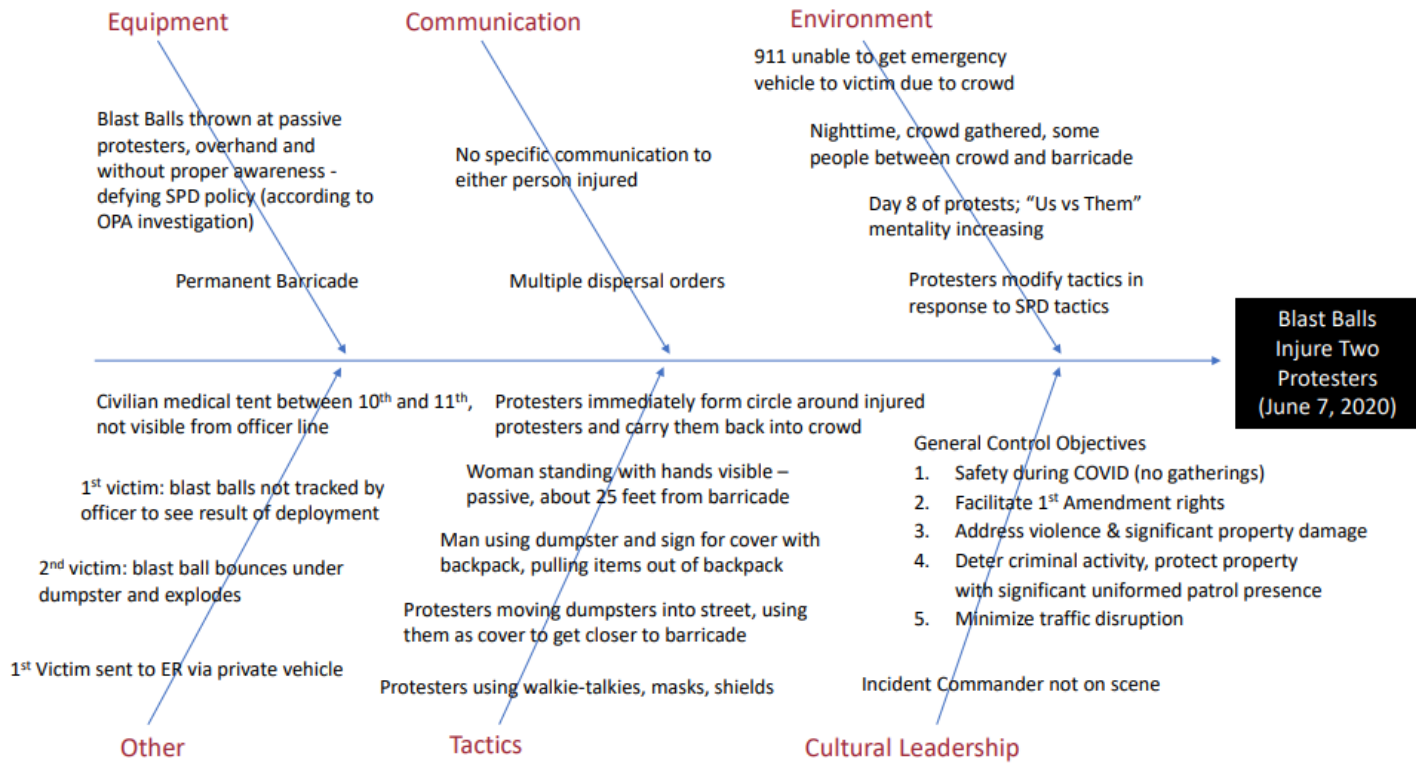 Equipment
Communication
Environment
Blast Balls thrown at passive
protesters, overhand and
without proper awareness -
defying SPD policy (according to
OPA investigation)
Permanent Barricade
No specific communication to
either person injured
Multiple dispersal orders
911 unable to get emergency
vehicle to victim due to crowd
Nighttime, crowd gathered, some
people between crowd and barricade
Day 8 of protests; “Us vs Them”
mentality increasing
Protesters modify tactics in
response to SPD tactics
Blast Balls
Injure Two
Protesters
(June 7, 2020)
Civilian medical tent between 10th and 11th,
not visible from officer line
1st victim: blast balls not tracked by
officer to see result of deployment
2nd victim: blast ball bounces under
dumpster and explodes
1st Victim sent to ER via private vehicle
Other
Protesters immediately form circle around injured
protesters and carry them back into crowd
Woman standing with hands visible –
passive, about 25 feet from barricade
Man using dumpster and sign for cover with
backpack, pulling items out of backpack
Protesters moving dumpsters into street, using
them as cover to get closer to barricade
Protesters using walkie-talkies, masks, shields
Tactics
General Control Objectives
1. Safety during COVID (no gatherings)
2. Facilitate 1st Amendment rights
3. Address violence & significant property damage
4. Deter criminal activity, protect property
with significant uniformed patrol presence
5. Minimize traffic disruption
Incident Commander not on scene
Cultural Leadership